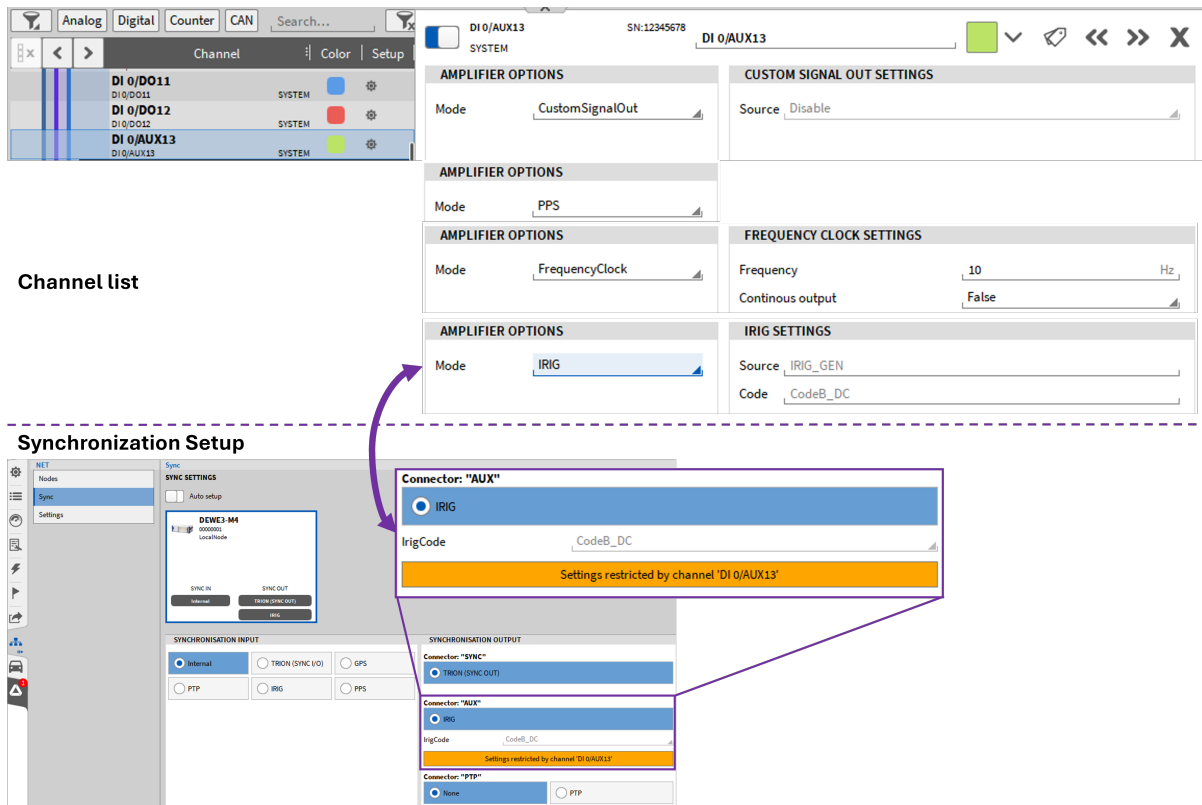 Analog Digital Counter CAN Search...
Channel Color Setup
DI 0/DO11
DI 0/DO11 SYSTEM
DI 0/DO12
DI 0/DO12 SYSTEM
DI 0/AUX13
DI 0/AUX13 SYSTEM
DI 0/AUX13 SN:12345678 DI 0/AUX13 X
SYSTEM
AMPLIFIER OPTIONS CUSTOM SIGNAL OUT SETTINGS
Mode CustomSignalOut Source Disable
AMPLIFIER OPTIONS
Mode PPS
AMPLIFIER OPTIONS FREQUENCY CLOCK SETTINGS
Mode FrequencyClock Frequency 10 Hz
Continous output False
Channel list
AMPLIFIER OPTIONS IRIG SETTINGS
Mode IRIG Source IRIG_GEN
Code CodeB_DC
Synchronization Setup
NET
Nodes
Sync
Settings
Sync
SYNC SETTINGS
Auto setup
DEWE3-M4
00000001
LocalNode
SYNC IN SYNC OUT
Internal TRION (SYNC OUT)
IRIG
Connector: "AUX"
IRIG
IrigCode CodeB_DC
Settings restricted by channel 'DI 0/AUX13'
SYNCHRONISATION INPUT
Internal TRION (SYNC I/O) GPS
PTP IRIG PPS
SYNCHRONISATION OUTPUT
Connector: "SYNC"
TRION (SYNC OUT)
Connector: "AUX"
IRIG
IrigCode CodeB_DC
Settings restricted by channel 'DI 0/AUX13'
Connector: "PTP"
None PTP
1